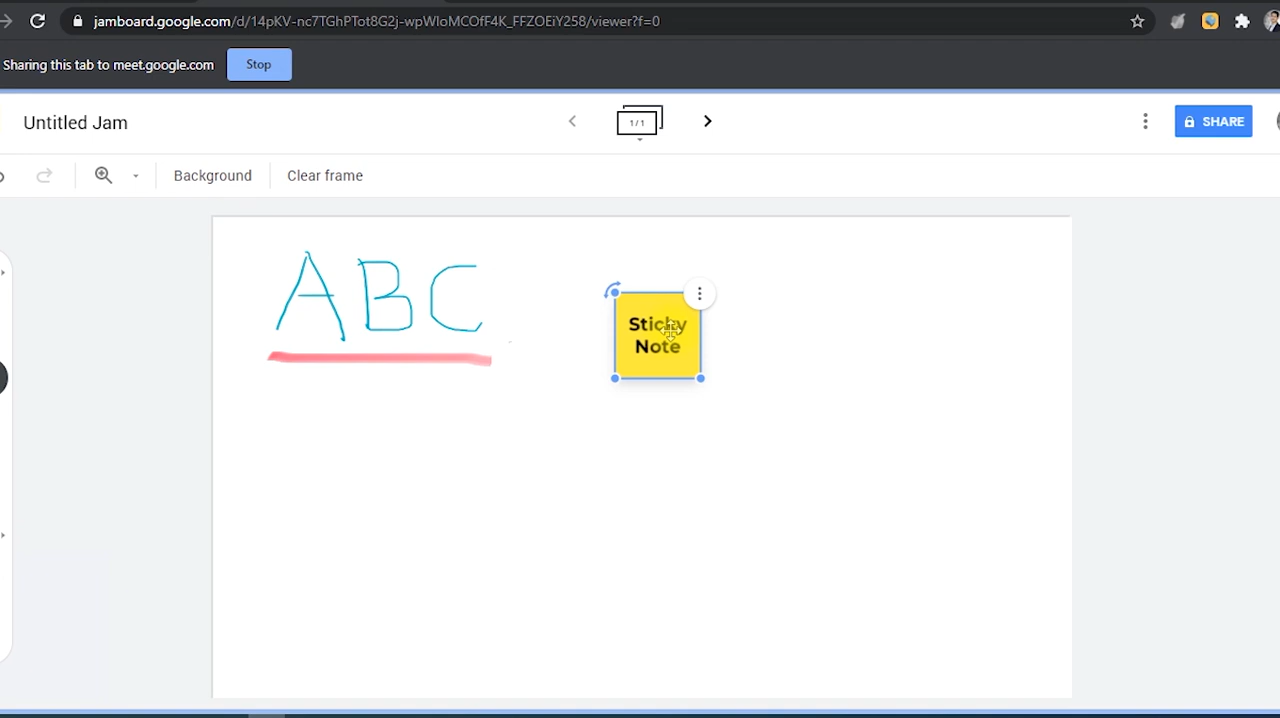 jamboard.google.com/d/14pKV-nc7TGhPTot8G2j-wpWIoMCOfF4K_FFZOEiY258/viewer?f=0
Sharing this tab to meet.google.com Stop
Untitled Jam 1/1 SHARE
Background Clear frame
ABC
Sticky
Note